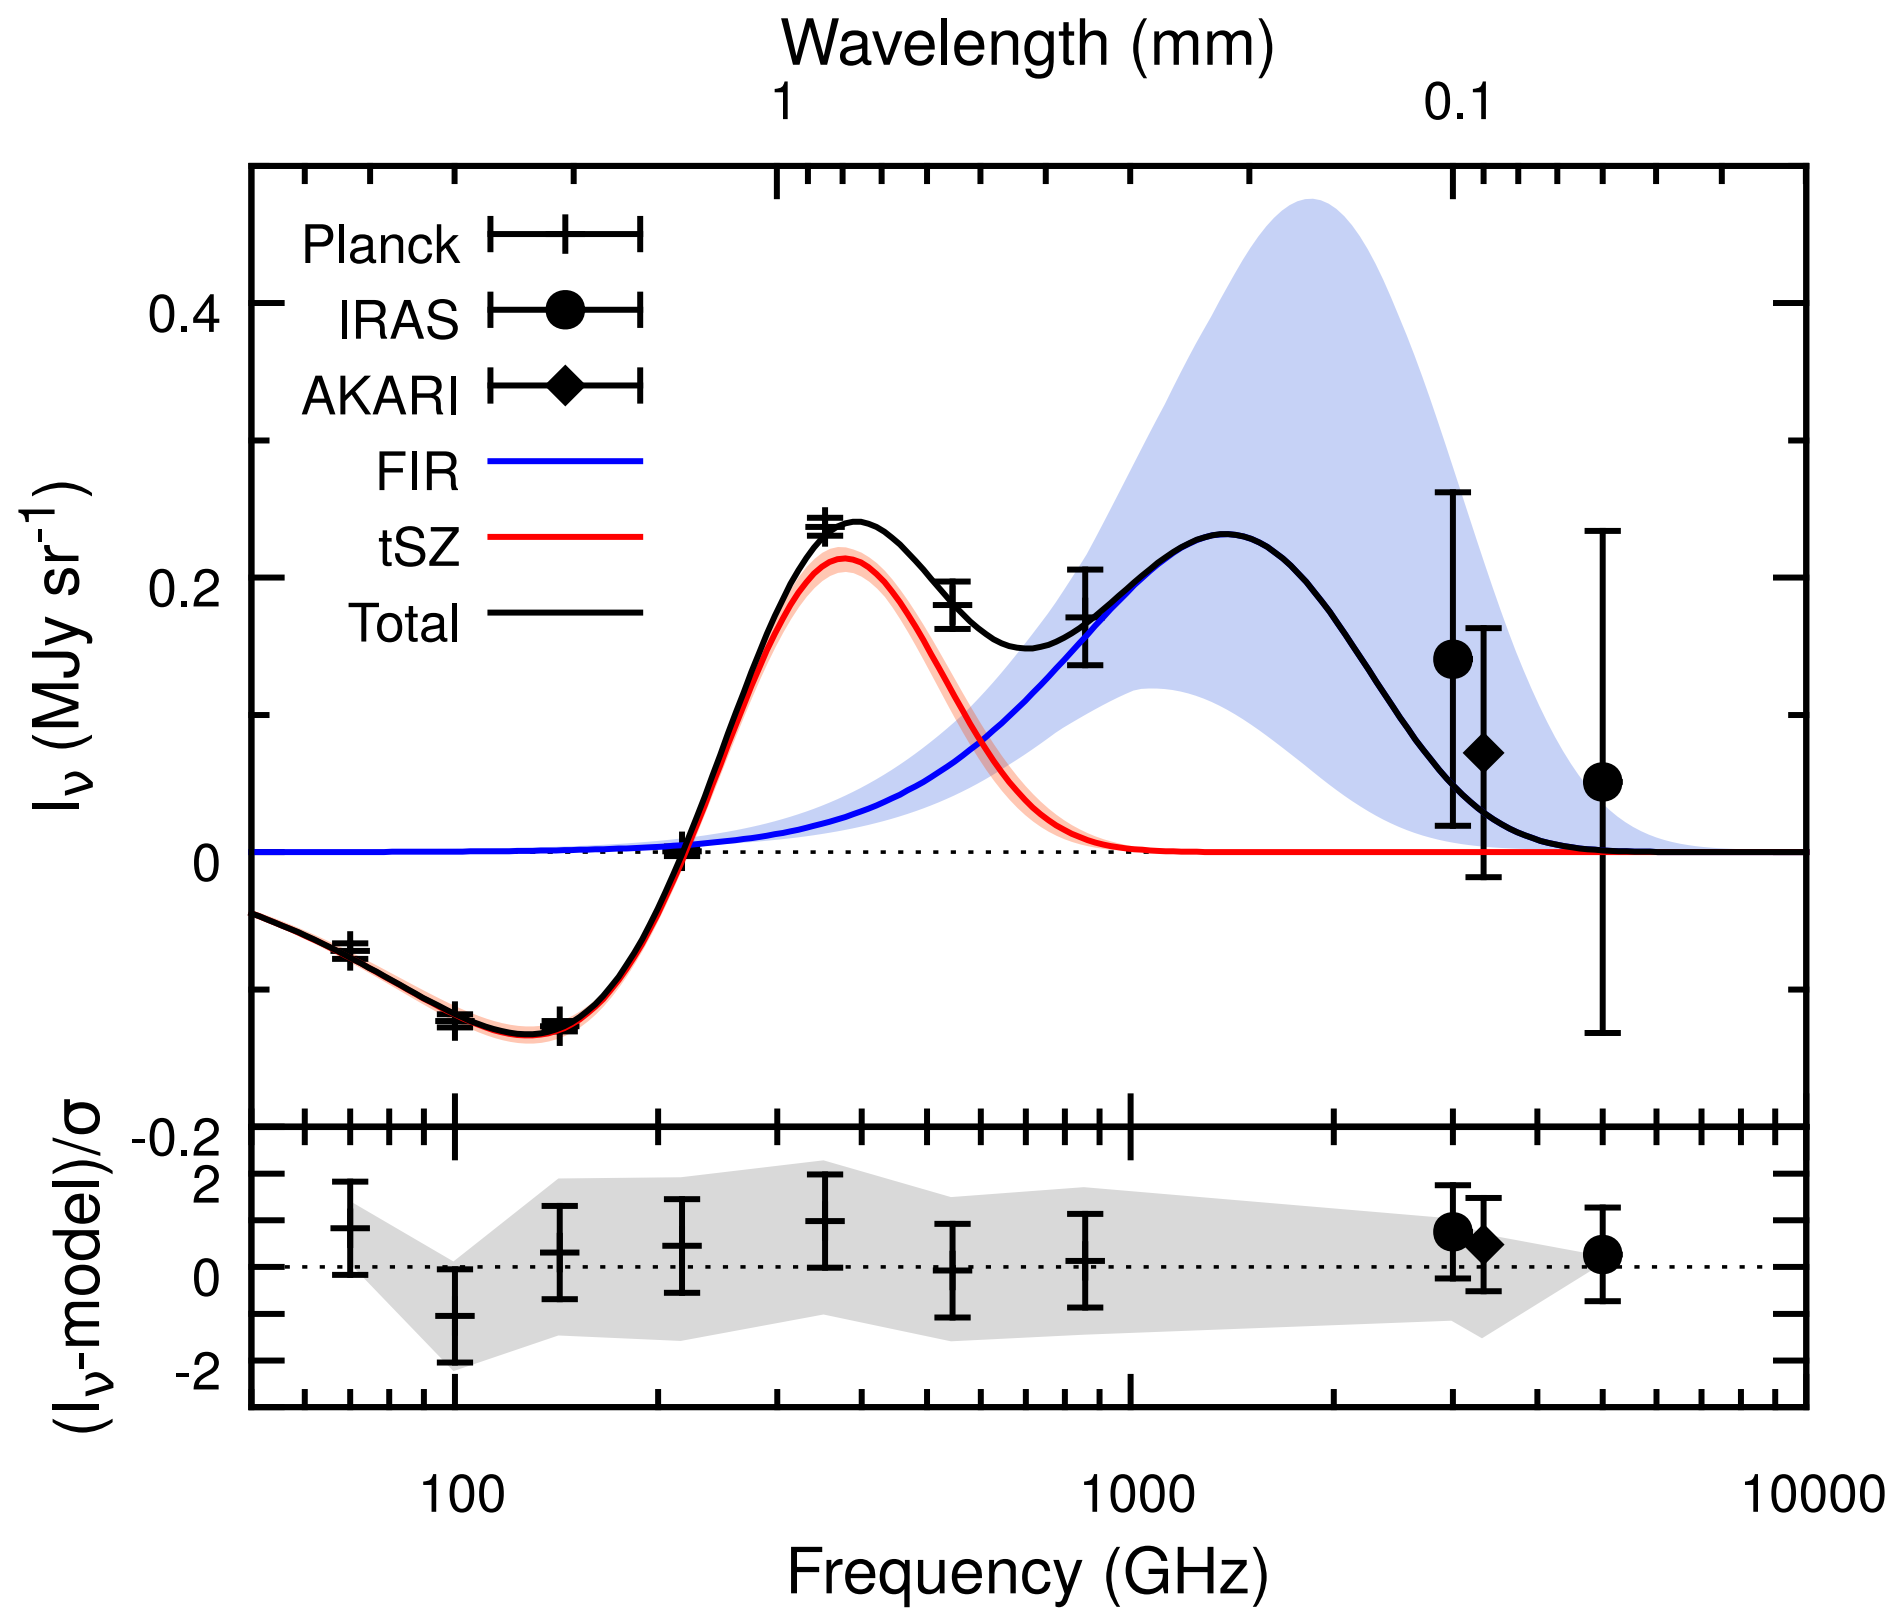 Wavelength (mm)
1 0.1
Planck
IRAS
AKARI
FIR
tSZ
Total
0.4
0.2
0
-0.2
Iν (MJy sr-1)
2
0
-2
(Iν-model)/σ
100 1000 10000
Frequency (GHz)